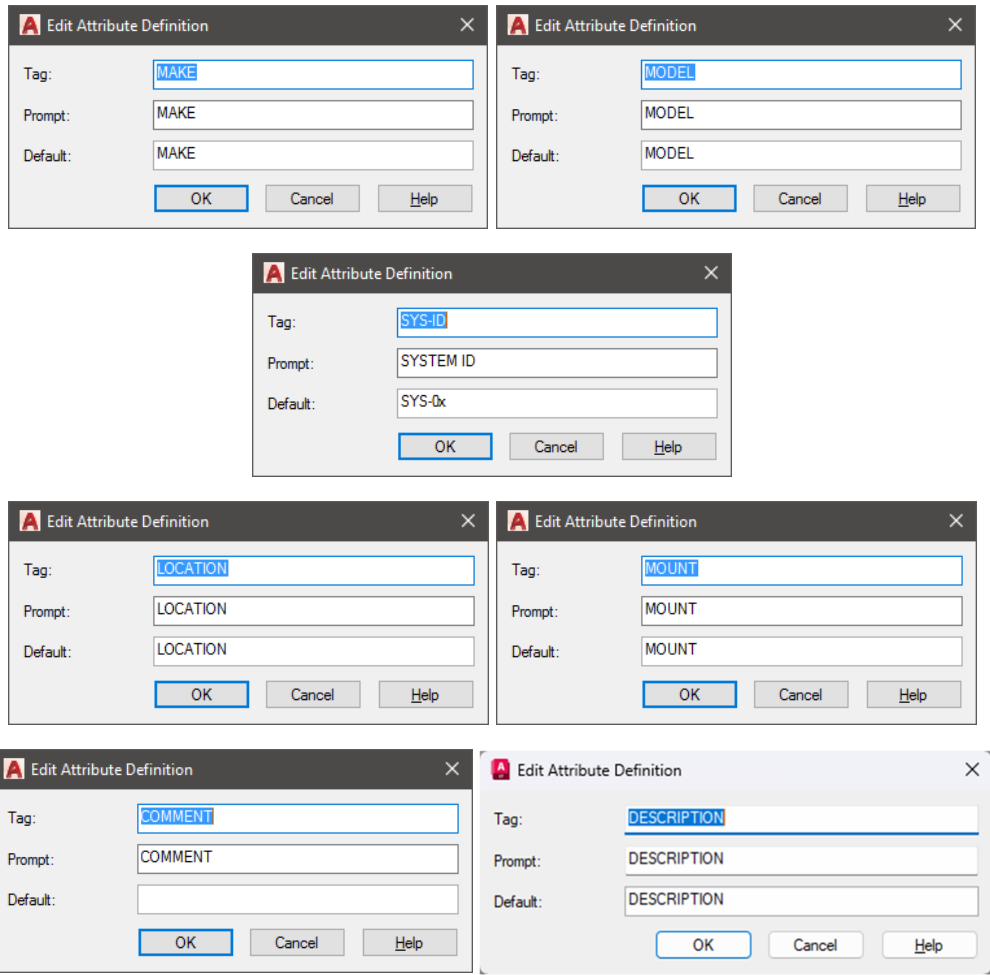 Edit Attribute Definition
Tag: MAKE
Prompt: MAKE
Default: MAKE
OK Cancel Help
Edit Attribute Definition
Tag: MODEL
Prompt: MODEL
Default: MODEL
OK Cancel Help
Edit Attribute Definition
Tag: SYS-ID
Prompt: SYSTEM ID
Default: SYS-0x
OK Cancel Help
Edit Attribute Definition
Tag: LOCATION
Prompt: LOCATION
Default: LOCATION
OK Cancel Help
Edit Attribute Definition
Tag: MOUNT
Prompt: MOUNT
Default: MOUNT
OK Cancel Help
Edit Attribute Definition
Tag: COMMENT
Prompt: COMMENT
Default:
OK Cancel Help
Edit Attribute Definition
Tag: DESCRIPTION
Prompt: DESCRIPTION
Default: DESCRIPTION
OK Cancel Help